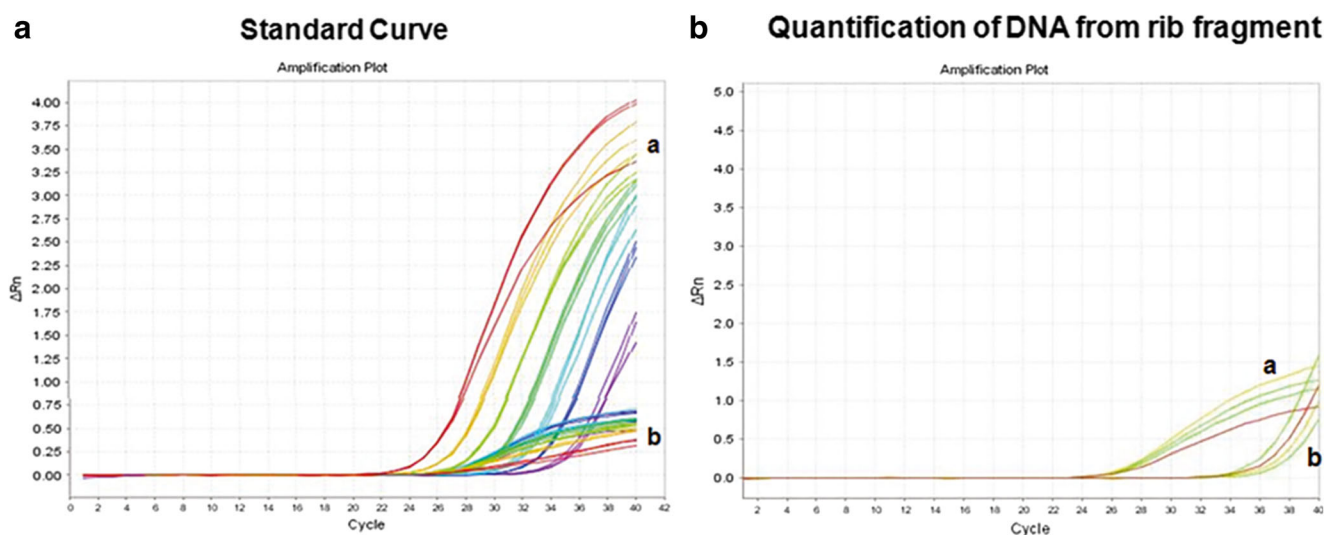 a Standard Curve
Amplification Plot
4.00
3.75
3.50
3.25
3.00
2.75
2.50
2.25
2.00
1.75
1.50
1.25
1.00
0.75
0.50
0.25
0.00
ΔRn
a
b
0 2 4 6 8 10 12 14 16 18 20 22 24 26 28 30 32 34 36 38 40 42
Cycle
b Quantification of DNA from rib fragment
Amplification Plot
5.0
4.5
4.0
3.5
3.0
2.5
2.0
1.5
1.0
0.5
0.0
ΔRn
a
b
2 4 6 8 10 12 14 16 18 20 22 24 26 28 30 32 34 36 38 40
Cycle